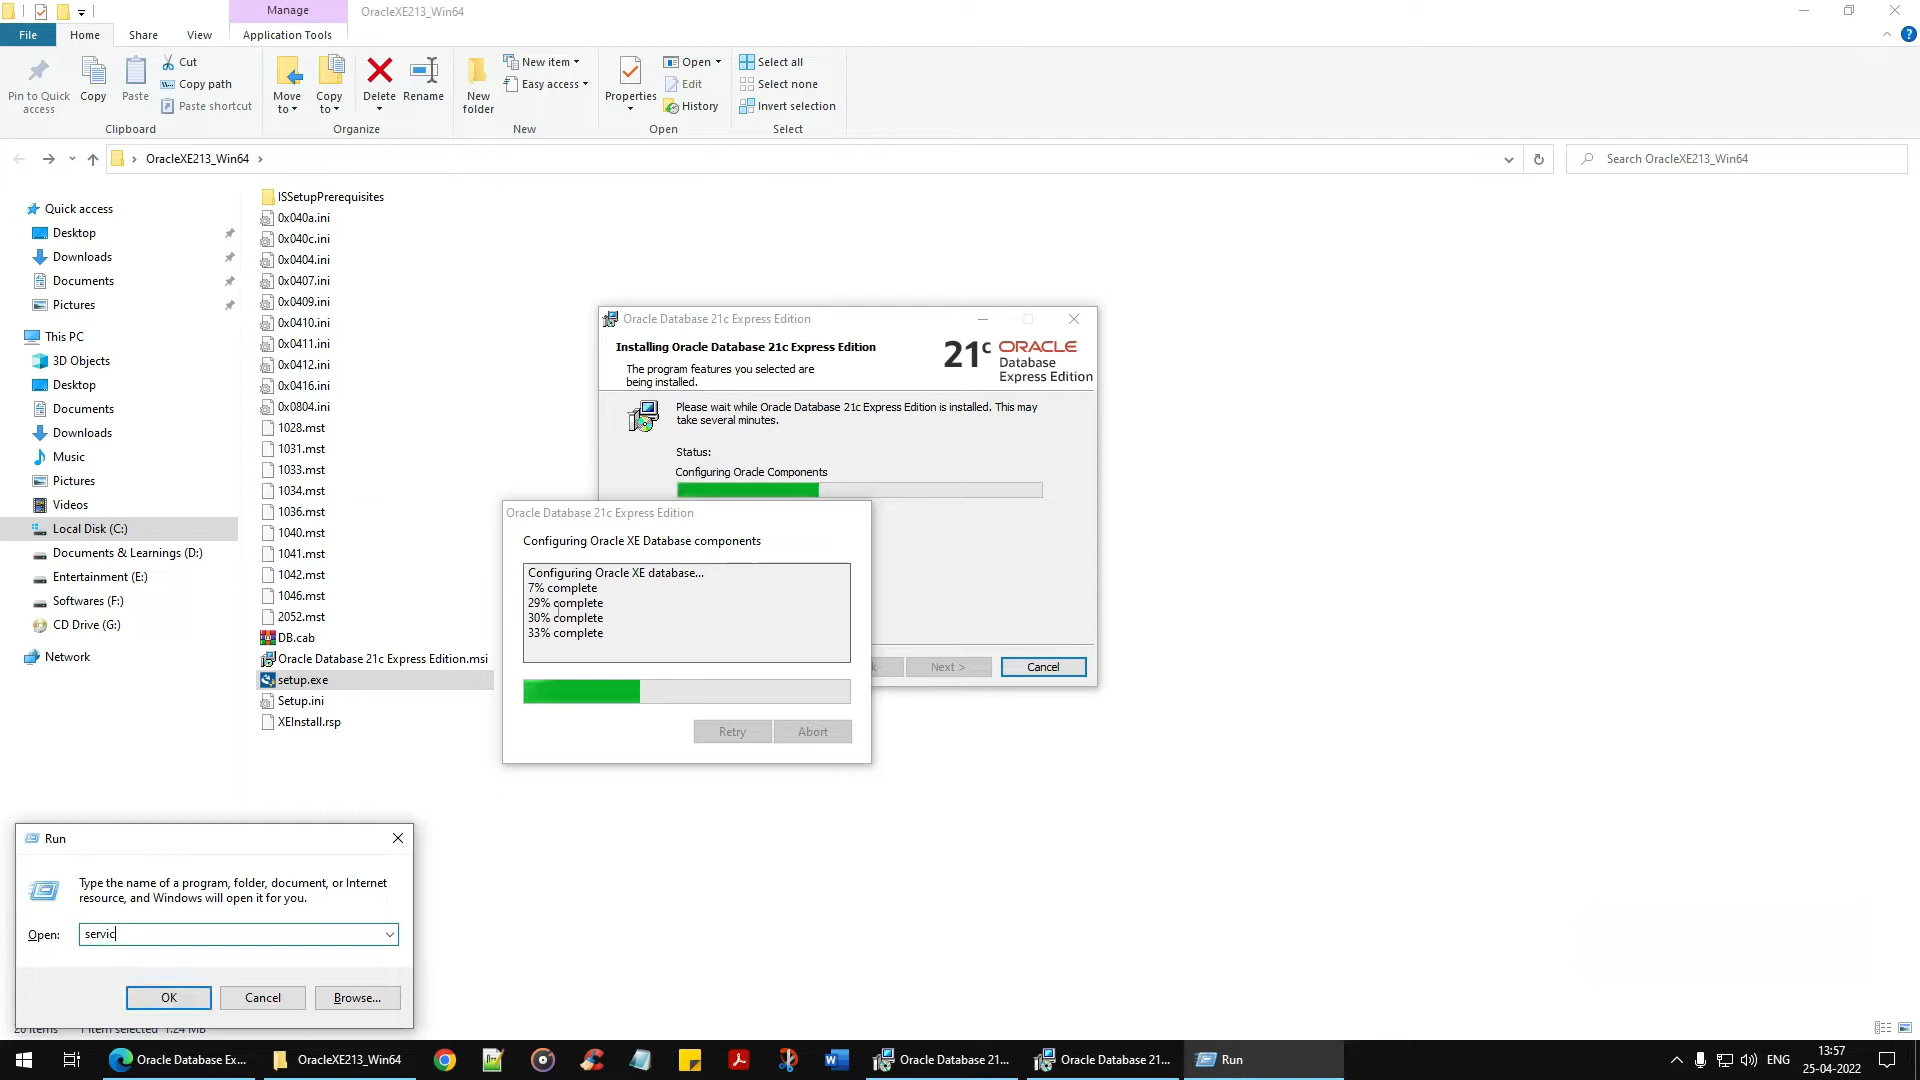 Manage
OracleXE213_Win64
File
Home
Share
View
Application Tools
Pin to Quick
access
Copy
Paste
Cut
Copy path
Paste shortcut
Clipboard
Move
to
Copy
to
Delete
Rename
Organize
New
folder
New item
Easy access
New
Properties
Open
Edit
History
Open
Select all
Select none
Invert selection
Select
OracleXE213_Win64
Search OracleXE213_Win64
Quick access
Desktop
Downloads
Documents
Pictures
This PC
3D Objects
Desktop
Documents
Downloads
Music
Pictures
Videos
Local Disk (C:)
Documents & Learnings (D:)
Entertainment (E:)
Softwares (F:)
CD Drive (G:)
Network
ISSetupPrerequisites
0x040a.ini
0x040c.ini
0x0404.ini
0x0407.ini
0x0409.ini
0x0410.ini
0x0411.ini
0x0412.ini
0x0416.ini
0x0804.ini
1028.mst
1031.mst
1033.mst
1034.mst
1036.mst
1040.mst
1041.mst
1042.mst
1046.mst
2052.mst
DB.cab
Oracle Database 21c Express Edition.msi
setup.exe
Setup.ini
XEInstall.rsp
Oracle Database 21c Express Edition
Installing Oracle Database 21c Express Edition
The program features you selected are
being installed.
21c ORACLE
Database
Express Edition
Please wait while Oracle Database 21c Express Edition is installed. This may
take several minutes.
Status:
Configuring Oracle Components
k
Next >
Cancel
Oracle Database 21c Express Edition
Configuring Oracle XE Database components
Configuring Oracle XE database...
7% complete
29% complete
30% complete
33% complete
Retry
Abort
Run
Type the name of a program, folder, document, or Internet
resource, and Windows will open it for you.
Open:
servic
OK
Cancel
Browse...
20 items
1 item selected 1.24 MB
Oracle Database Ex...
OracleXE213_Win64
Oracle Database 21...
Oracle Database 21...
Run
ENG
13:57
25-04-2022